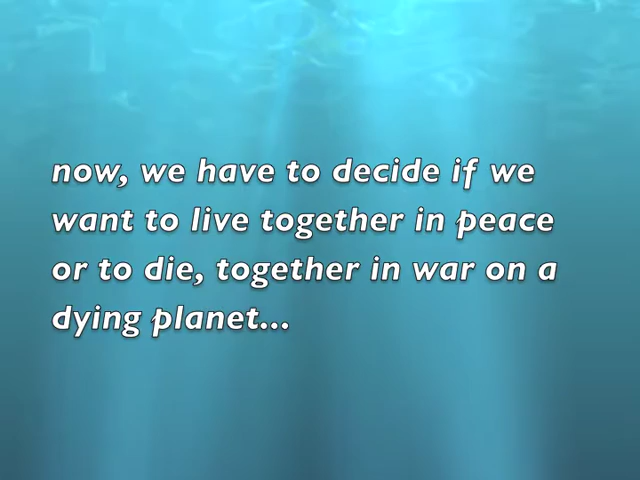 now, we have to decide if we
want to live together in peace
or to die, together in war on a
dying planet...